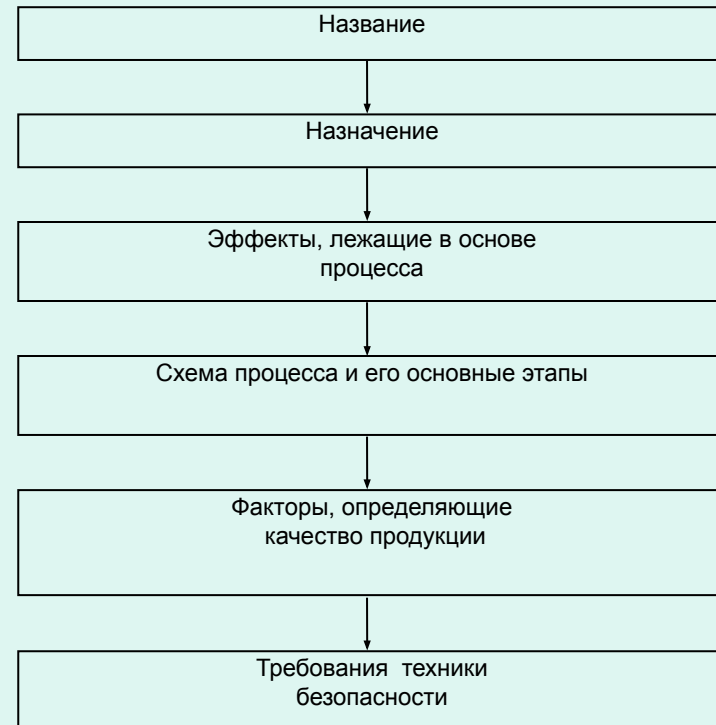 Название
Назначение
Эффекты, лежащие в основе
процесса
Схема процесса и его основные этапы
Факторы, определяющие
качество продукции
Требования техники
безопасности